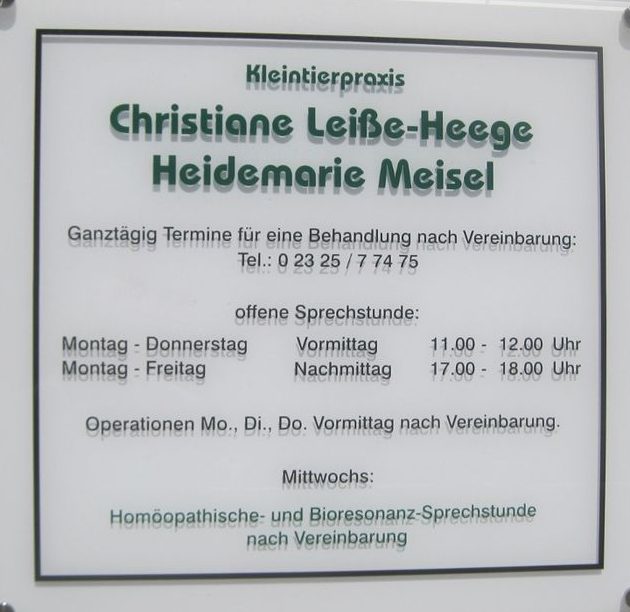 Kleintierpraxis
Christiane Leiße-Heege
Heidemarie Meisel
Ganztägig Termine für eine Behandlung nach Vereinbarung:
Tel.: 0 23 25 / 7 74 75
offene Sprechstunde:
Montag - Donnerstag Vormittag 11.00 - 12.00 Uhr
Montag - Freitag Nachmittag 17.00 - 18.00 Uhr
Operationen Mo., Di., Do. Vormittag nach Vereinbarung.
Mittwochs:
Homöopathische- und Bioresonanz-Sprechstunde
nach Vereinbarung